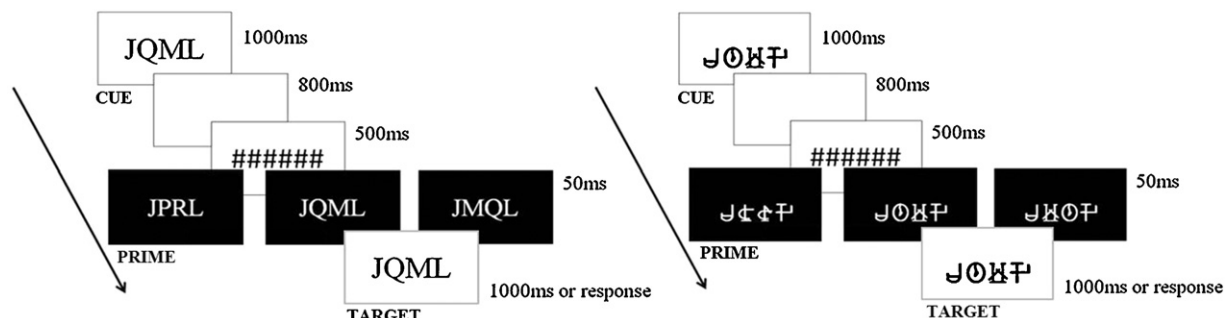 JQML
1000ms
CUE
800ms
500ms
######
JPRL
JQML
JMQL
50ms
PRIME
JQML
1000ms or response
TARGET
1000ms
CUE
800ms
500ms
######
50ms
PRIME
1000ms or response
TARGET